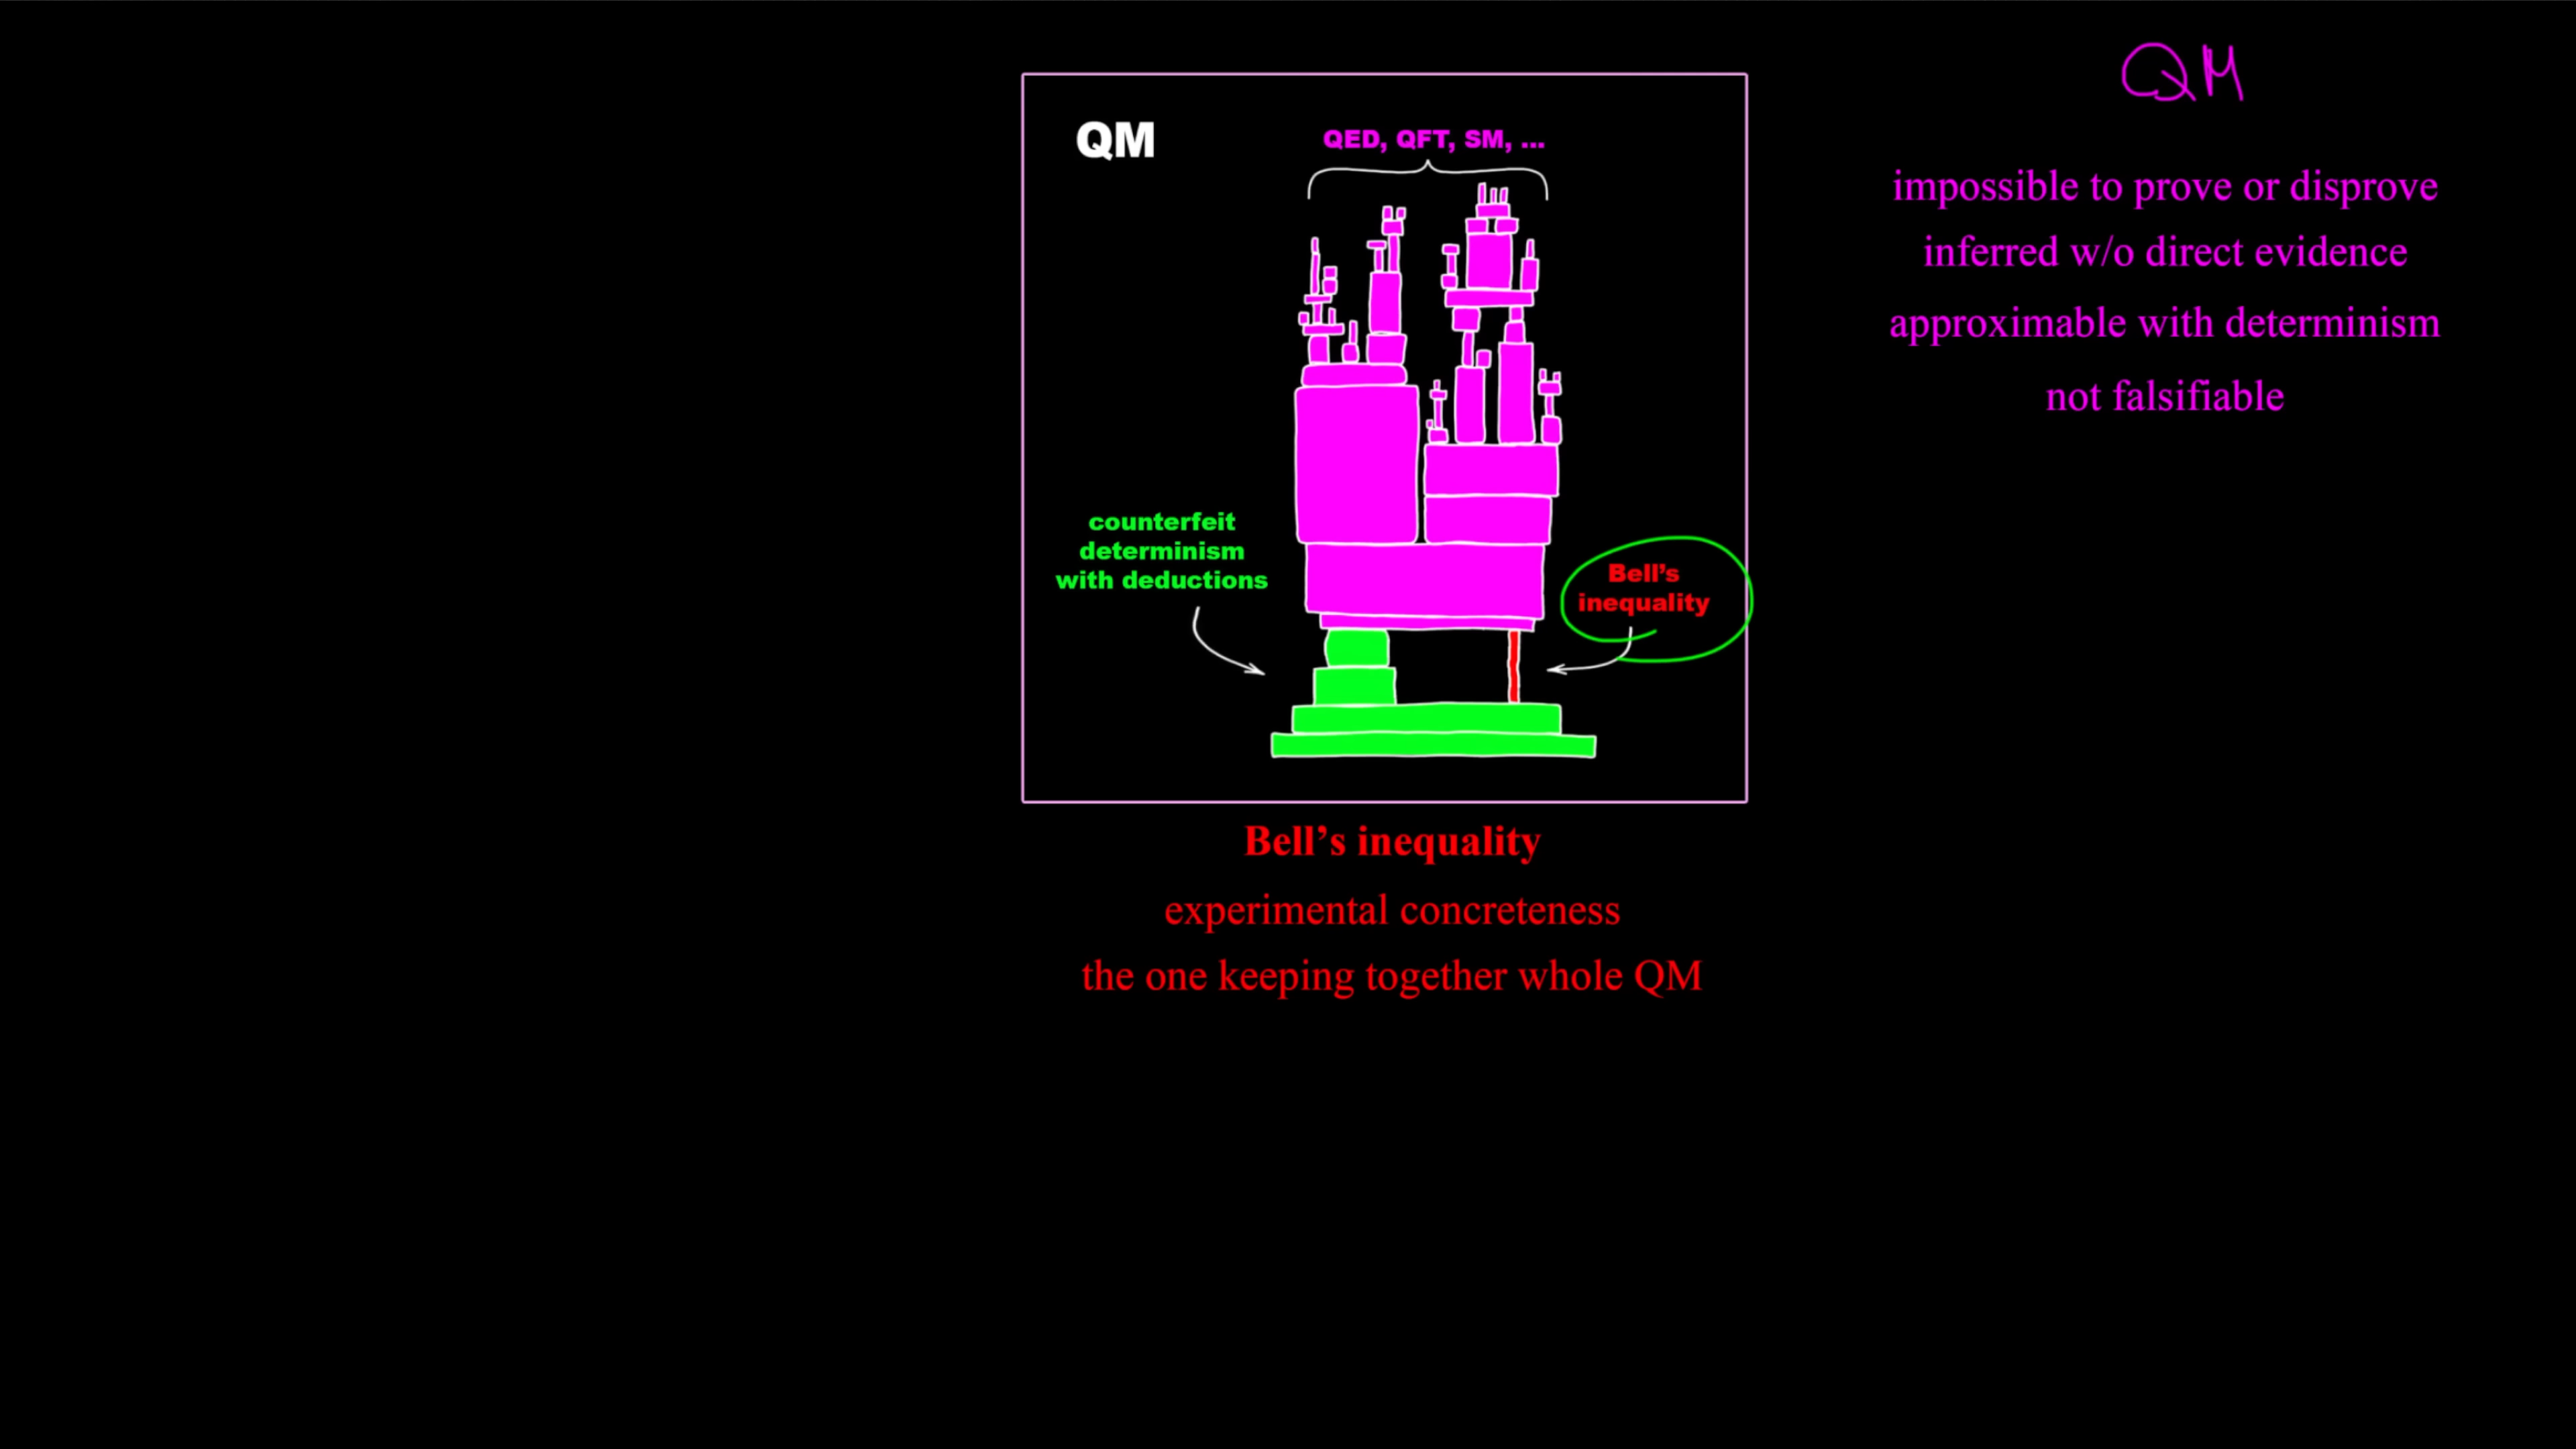 QM
QED, QFT, SM, ...
counterfeit
determinism
with deductions
Bell’s
inequality
Bell’s inequality
experimental concreteness
the one keeping together whole QM
QM
impossible to prove or disprove
inferred w/o direct evidence
approximable with determinism
not falsifiable